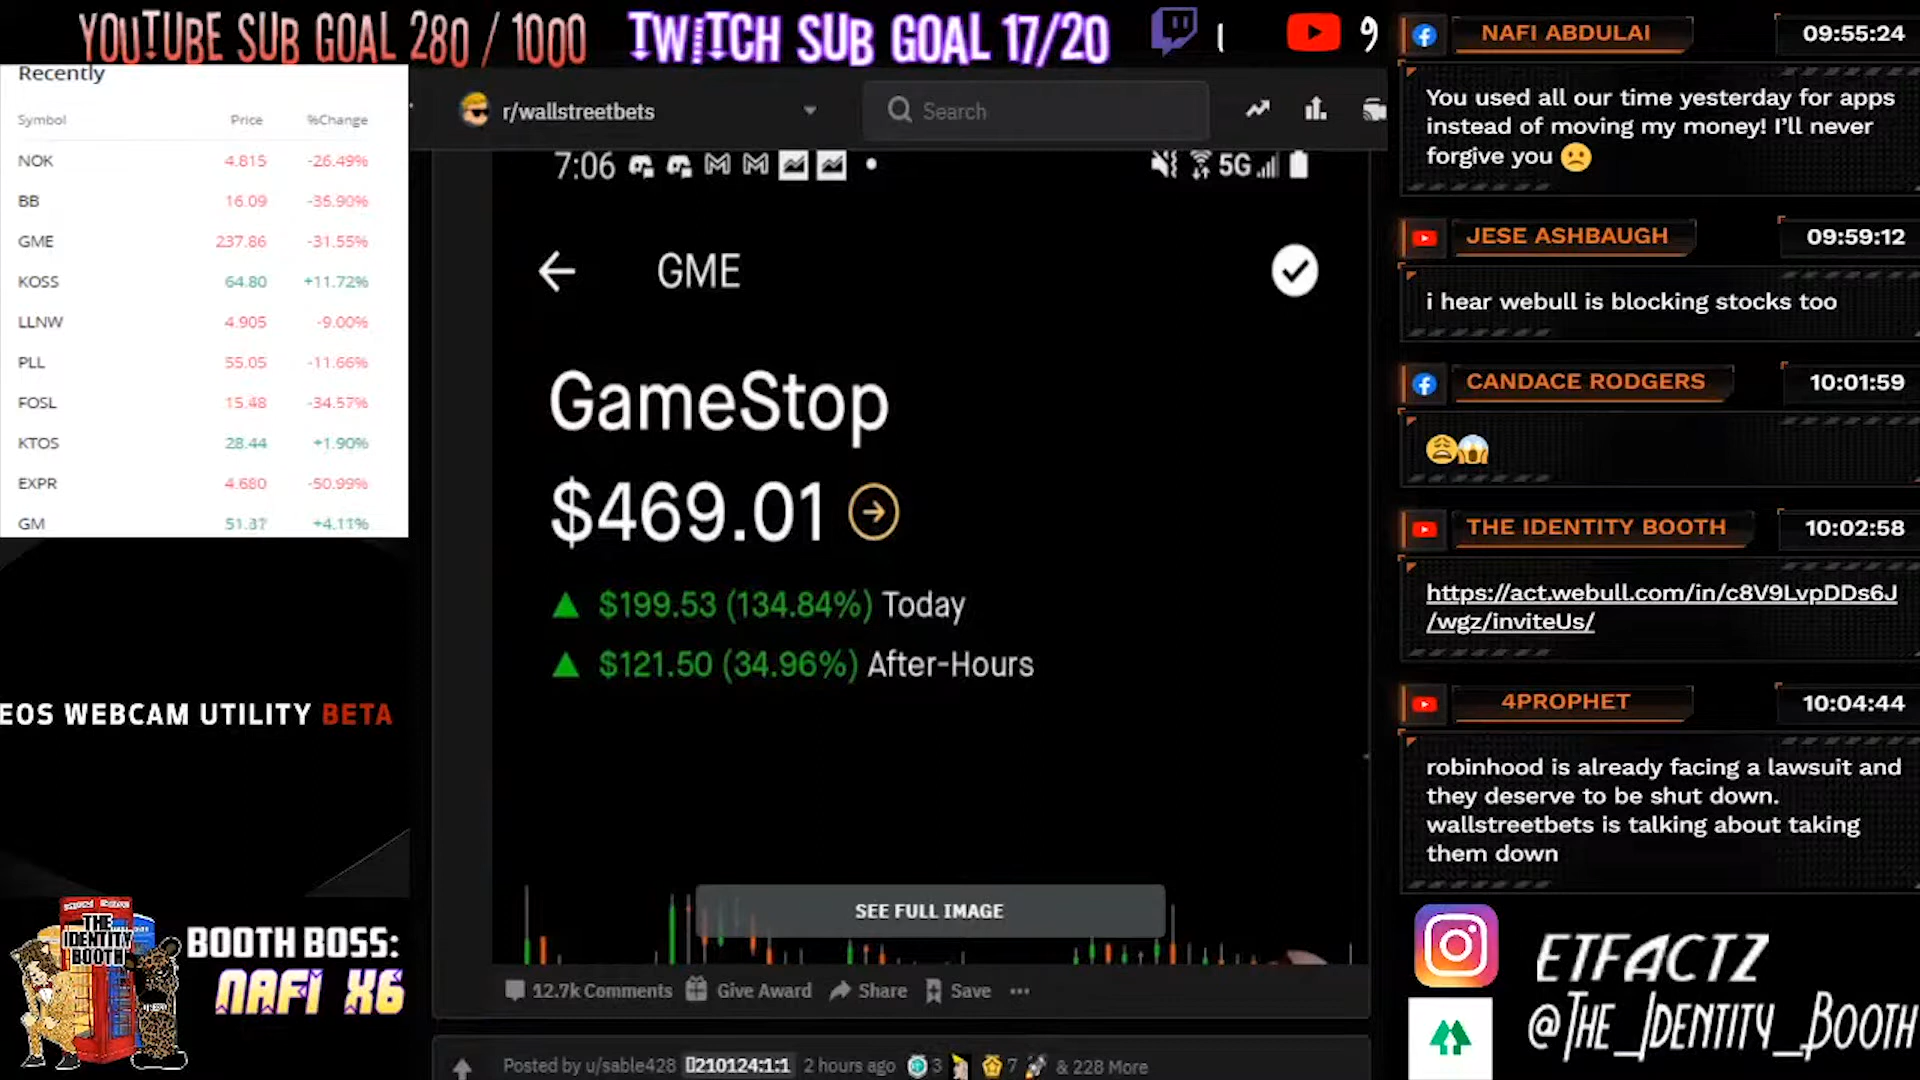 YOUTUBE SUB GOAL 280 / 1000
TWITCH SUB GOAL 17/20
9
Recently
Symbol Price %Change
NOK 4.815 -26.49%
BB 16.09 -35.90%
GME 237.86 -31.55%
KOSS 64.80 +11.72%
LLNW 4.905 -9.00%
PLL 55.05 -11.66%
FOSL 15.48 -34.57%
KTOS 28.44 +1.90%
EXPR 4.680 -50.99%
GM 51.37 +4.11%
EOS WEBCAM UTILITY BETA
THE
IDENTITY
BOOTH
BOOTH BOSS:
NAFI X6
r/wallstreetbets
Search
7:06
5G
GME
GameStop
$469.01
$199.53 (134.84%) Today
$121.50 (34.96%) After-Hours
SEE FULL IMAGE
12.7k Comments Give Award Share Save
Posted by u/sable428 210124:1:1 2 hours ago 3 7 & 228 More
NAFI ABDULAI 09:55:24
You used all our time yesterday for apps
instead of moving my money! I'll never
forgive you 🙁
JESE ASHBAUGH 09:59:12
i hear webull is blocking stocks too
CANDACE RODGERS 10:01:59
😩😱
THE IDENTITY BOOTH 10:02:58
https://act.webull.com/in/c8V9LvpDDs6J
/wgz/inviteUs/
4PROPHET 10:04:44
robinhood is already facing a lawsuit and
they deserve to be shut down.
wallstreetbets is talking about taking
them down
ETFACTZ
@THE_IDENTITY_BOOTH